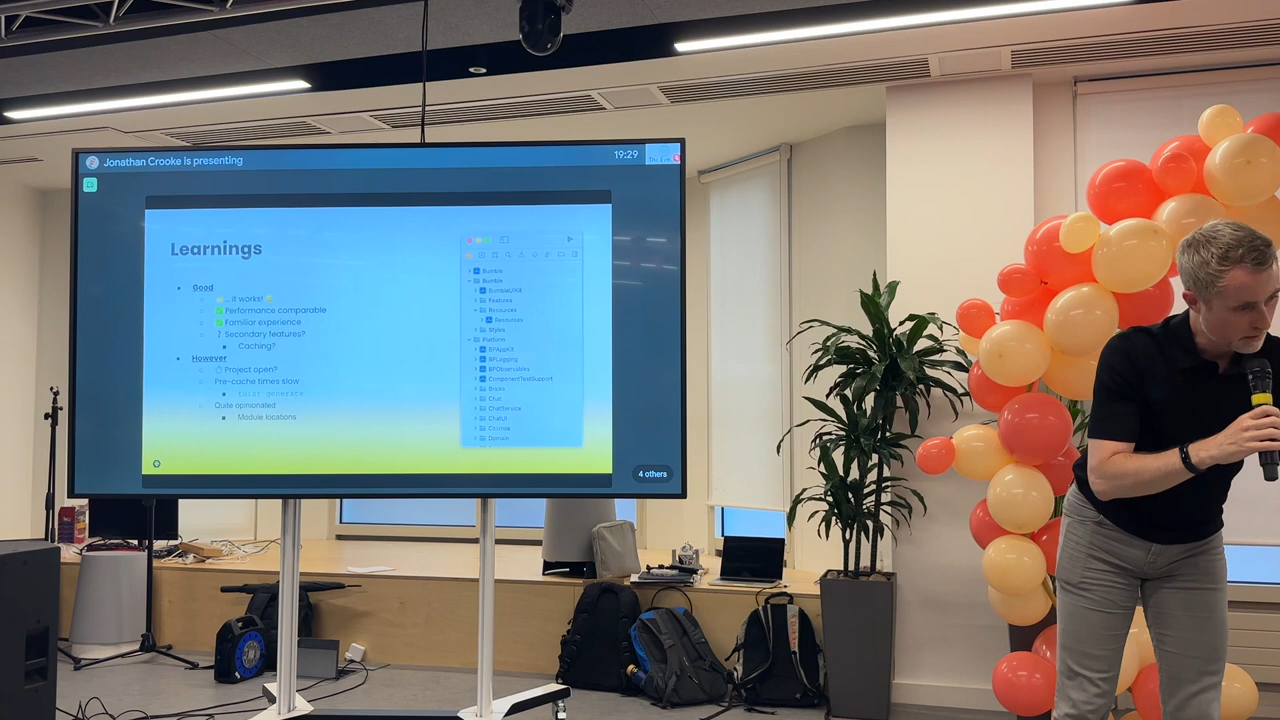 Jonathan Crooke is presenting
19:29
Learnings
Good
... it works!
Performance comparable
Familiar experience
Secondary features?
Caching?
However
Project open?
Pre-cache times slow
tuist generate
Quite opinionated
Module locations
Bumble
Bumble
BumbleUIKit
Features
Resources
Resources
Styles
Platform
BPAppKit
BPLogging
BPObservables
ComponentTestSupport
Bricks
Chat
ChatService
ChatUI
Cosmos
Domain
4 others